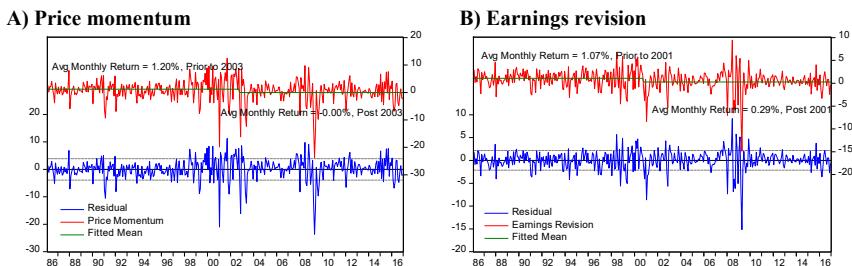 A) Price momentum
20
10
0
-10
-20
-30
Avg Monthly Return = 1.20%, Prior to 2003
Avg Monthly Return = -0.00%, Post 2003
20
10
0
-10
-20
-30
Residual
Price Momentum
Fitted Mean
86 88 90 92 94 96 98 00 02 04 06 08 10 12 14 16
B) Earnings revision
10
5
0
-5
-10
-15
-20
Avg Monthly Return = 1.07%, Prior to 2001
Avg Monthly Return = 0.29%, Post 2001
10
5
0
-5
-10
-15
-20
Residual
Earnings Revision
Fitted Mean
86 88 90 92 94 96 98 00 02 04 06 08 10 12 14 16